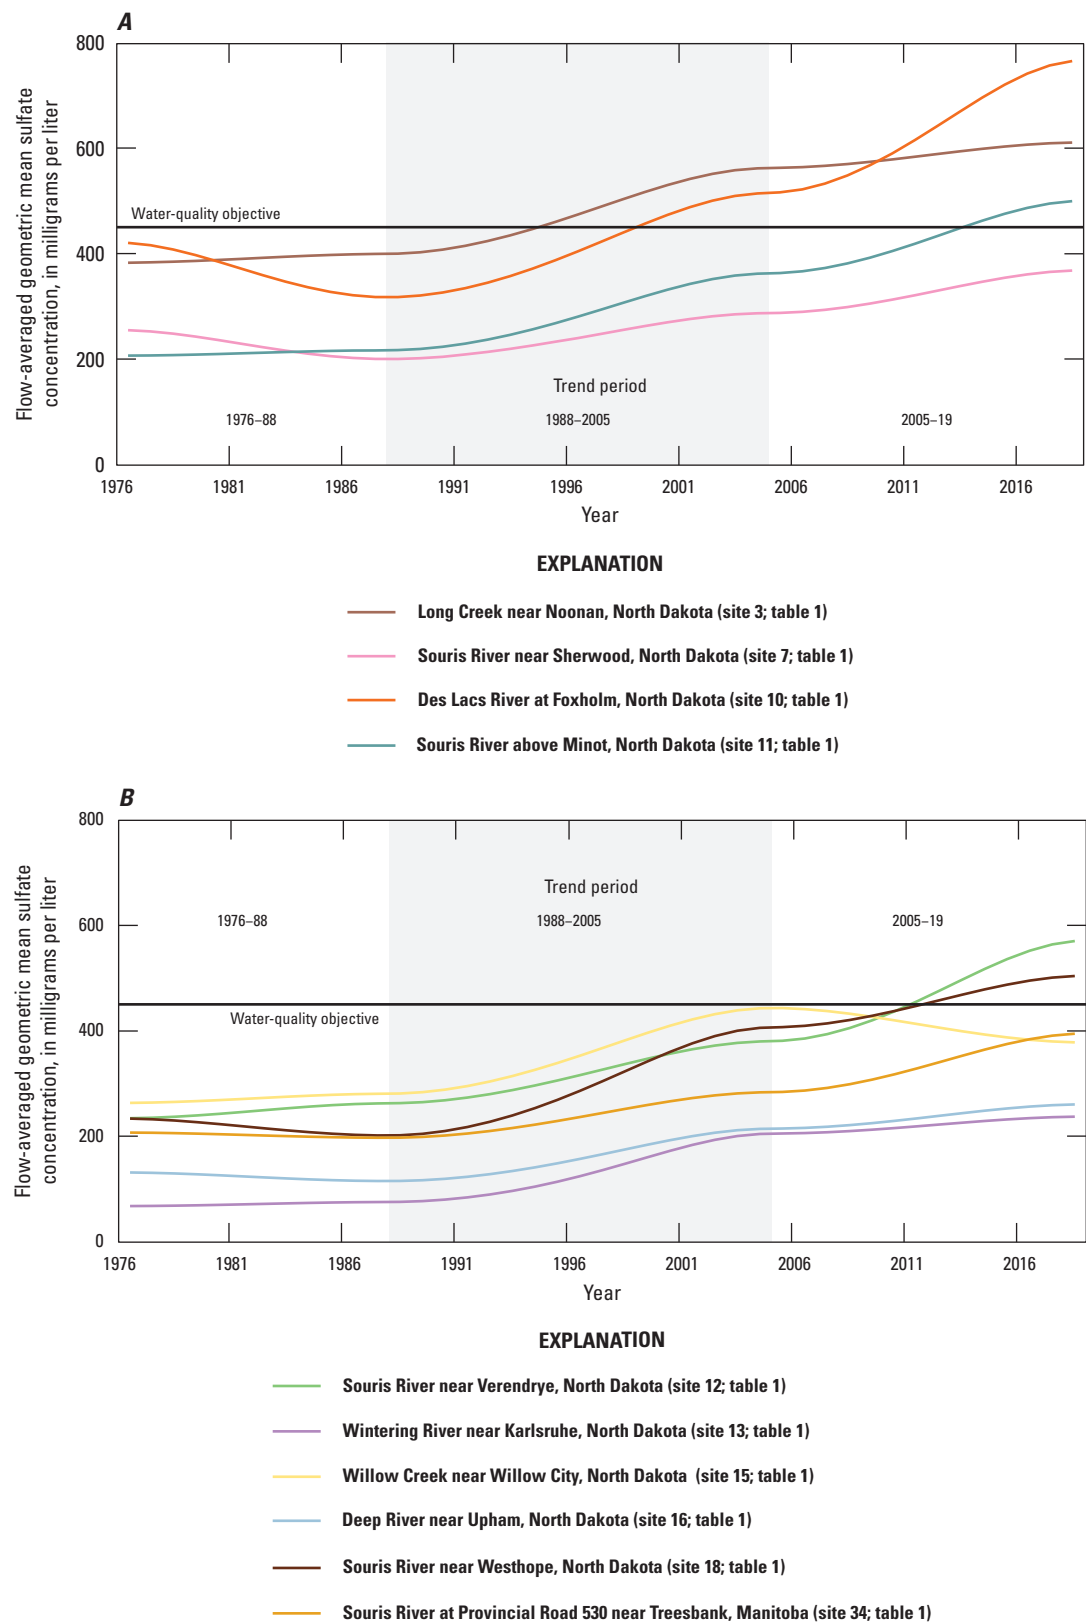 A
800
600
400
200
0
Flow-averaged geometric mean sulfate
concentration, in milligrams per liter
Water-quality objective
Trend period
1976–88
1988–2005
2005–19
1976
1981
1986
1991
1996
2001
2006
2011
2016
Year
EXPLANATION
Long Creek near Noonan, North Dakota (site 3; table 1)
Souris River near Sherwood, North Dakota (site 7; table 1)
Des Lacs River at Foxholm, North Dakota (site 10; table 1)
Souris River above Minot, North Dakota (site 11; table 1)
B
800
600
400
200
0
Flow-averaged geometric mean sulfate
concentration, in milligrams per liter
Trend period
1976–88
1988–2005
2005–19
Water-quality objective
1976
1981
1986
1991
1996
2001
2006
2011
2016
Year
EXPLANATION
Souris River near Verendrye, North Dakota (site 12; table 1)
Wintering River near Karlsruhe, North Dakota (site 13; table 1)
Willow Creek near Willow City, North Dakota (site 15; table 1)
Deep River near Upham, North Dakota (site 16; table 1)
Souris River near Westhope, North Dakota (site 18; table 1)
Souris River at Provincial Road 530 near Treesbank, Manitoba (site 34; table 1)